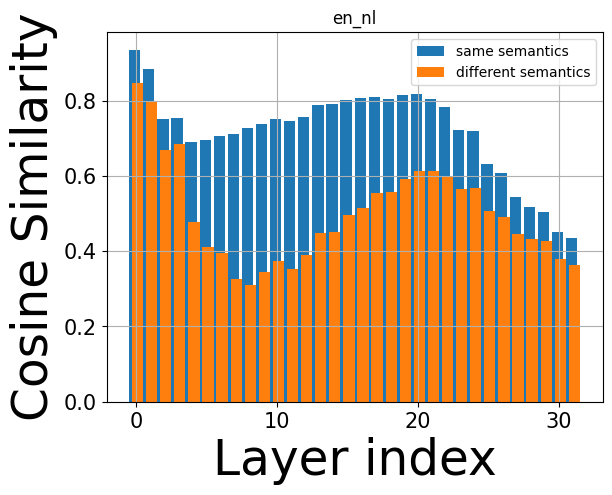 en_nl
same semantics
different semantics
Cosine Similarity
0.8
0.6
0.4
0.2
0.0
0
10
20
30
Layer index